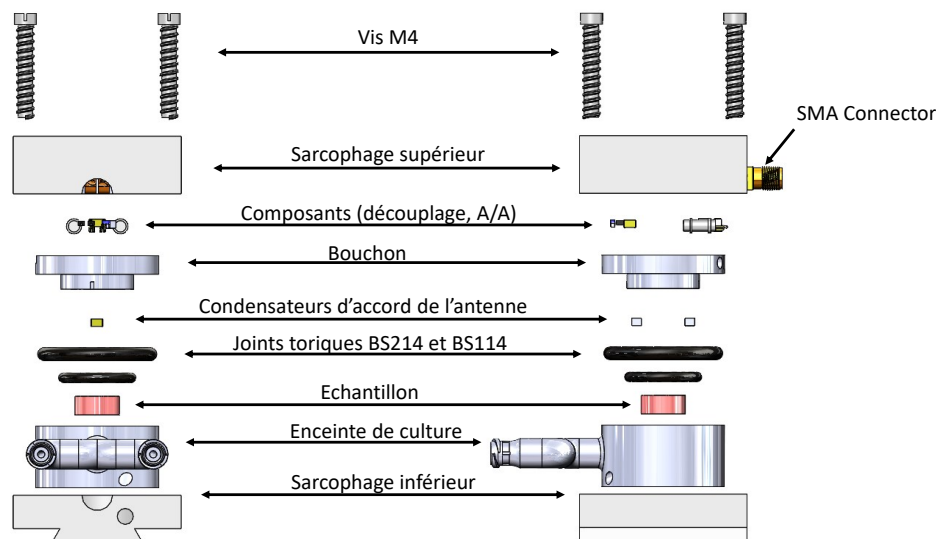 Vis M4
SMA Connector
Sarcophage supérieur
Composants (découplage, A/A)
Bouchon
Condensateurs d’accord de l’antenne
Joints toriques BS214 et BS114
Echantillon
Enceinte de culture
Sarcophage inférieur